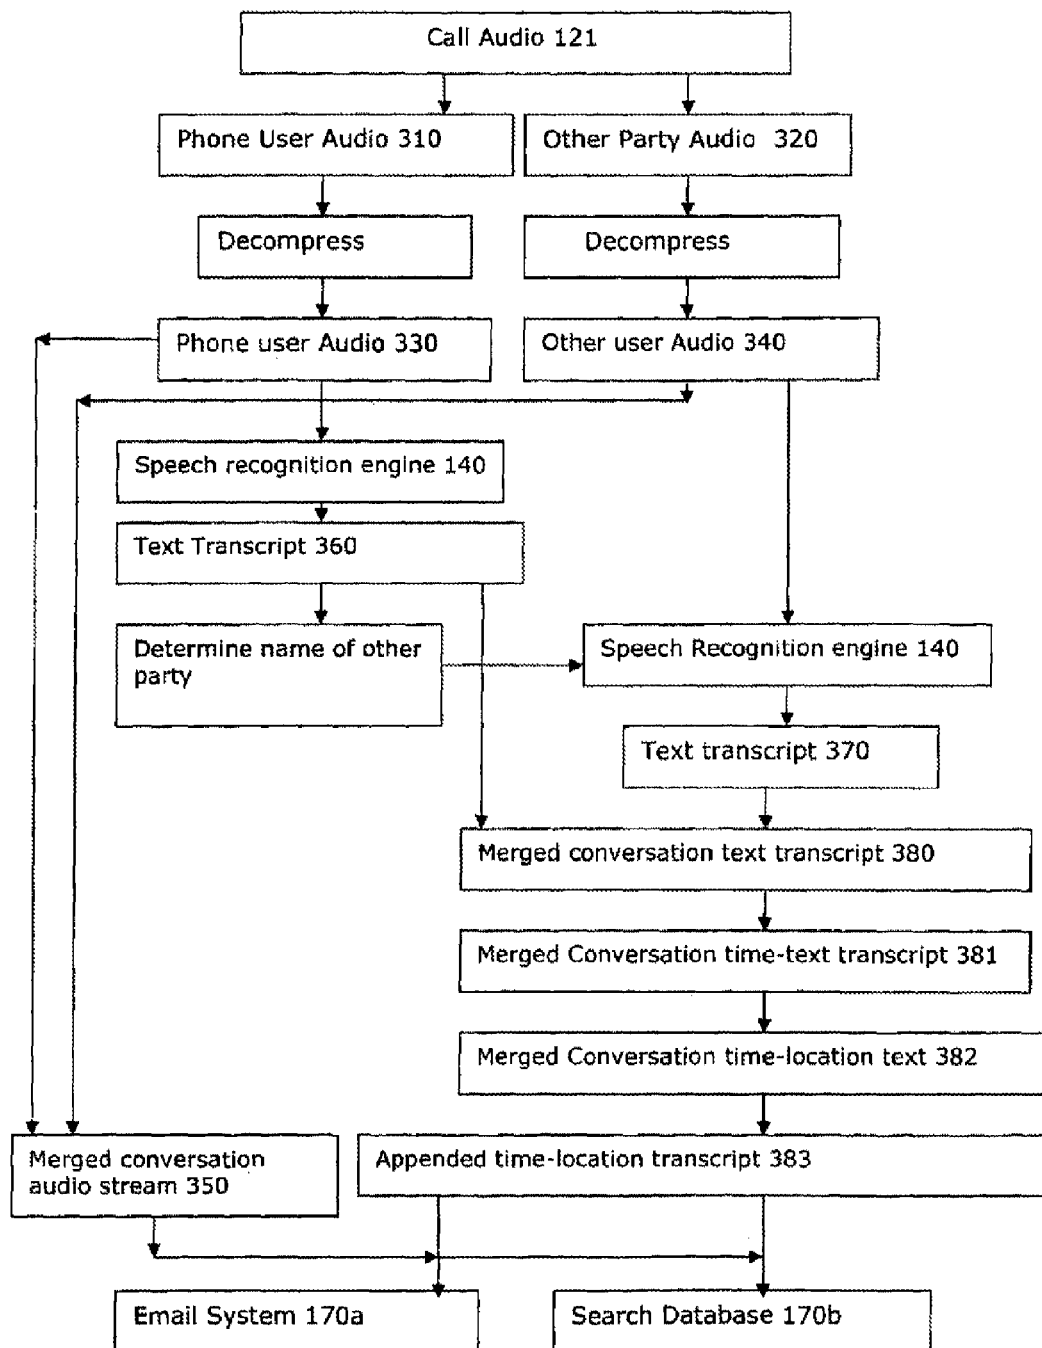 Call Audio 121
Phone User Audio 310
Other Party Audio 320
Decompress
Decompress
Phone user Audio 330
Other user Audio 340
Speech recognition engine 140
Text Transcript 360
Determine name of other
party
Speech Recognition engine 140
Text transcript 370
Merged conversation text transcript 380
Merged Conversation time-text transcript 381
Merged Conversation time-location text 382
Merged conversation
audio stream 350
Appended time-location transcript 383
Email System 170a
Search Database 170b